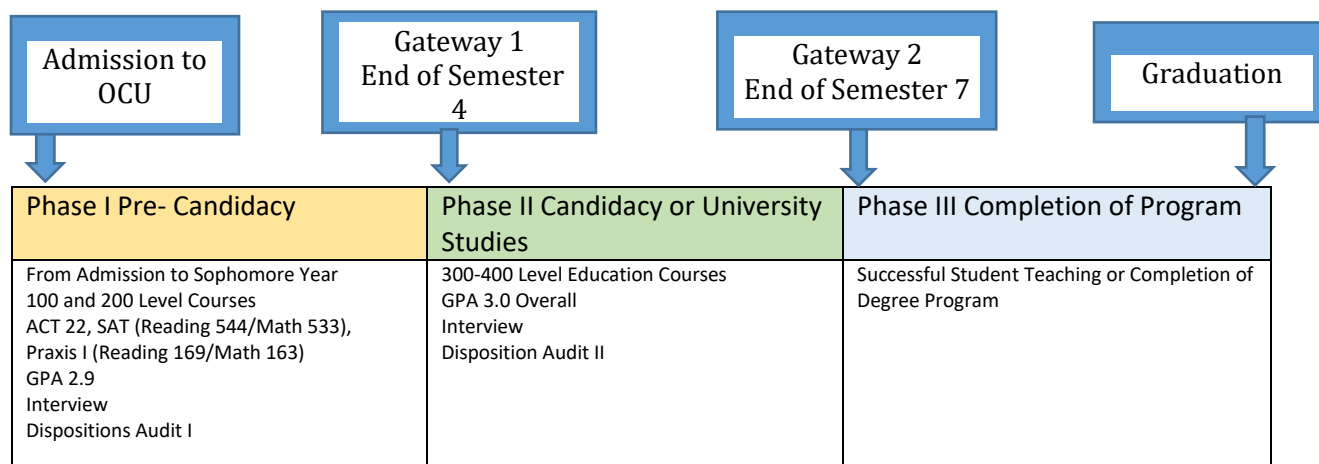 Admission to
OCU
Gateway 1
End of Semester
4
Gateway 2
End of Semester 7
Graduation
Phase I Pre- Candidacy
Phase II Candidacy or University
Studies
Phase III Completion of Program
From Admission to Sophomore Year
100 and 200 Level Courses
ACT 22, SAT (Reading 544/Math 533),
Praxis I (Reading 169/Math 163)
GPA 2.9
Interview
Dispositions Audit I
300-400 Level Education Courses
GPA 3.0 Overall
Interview
Disposition Audit II
Successful Student Teaching or Completion of
Degree Program